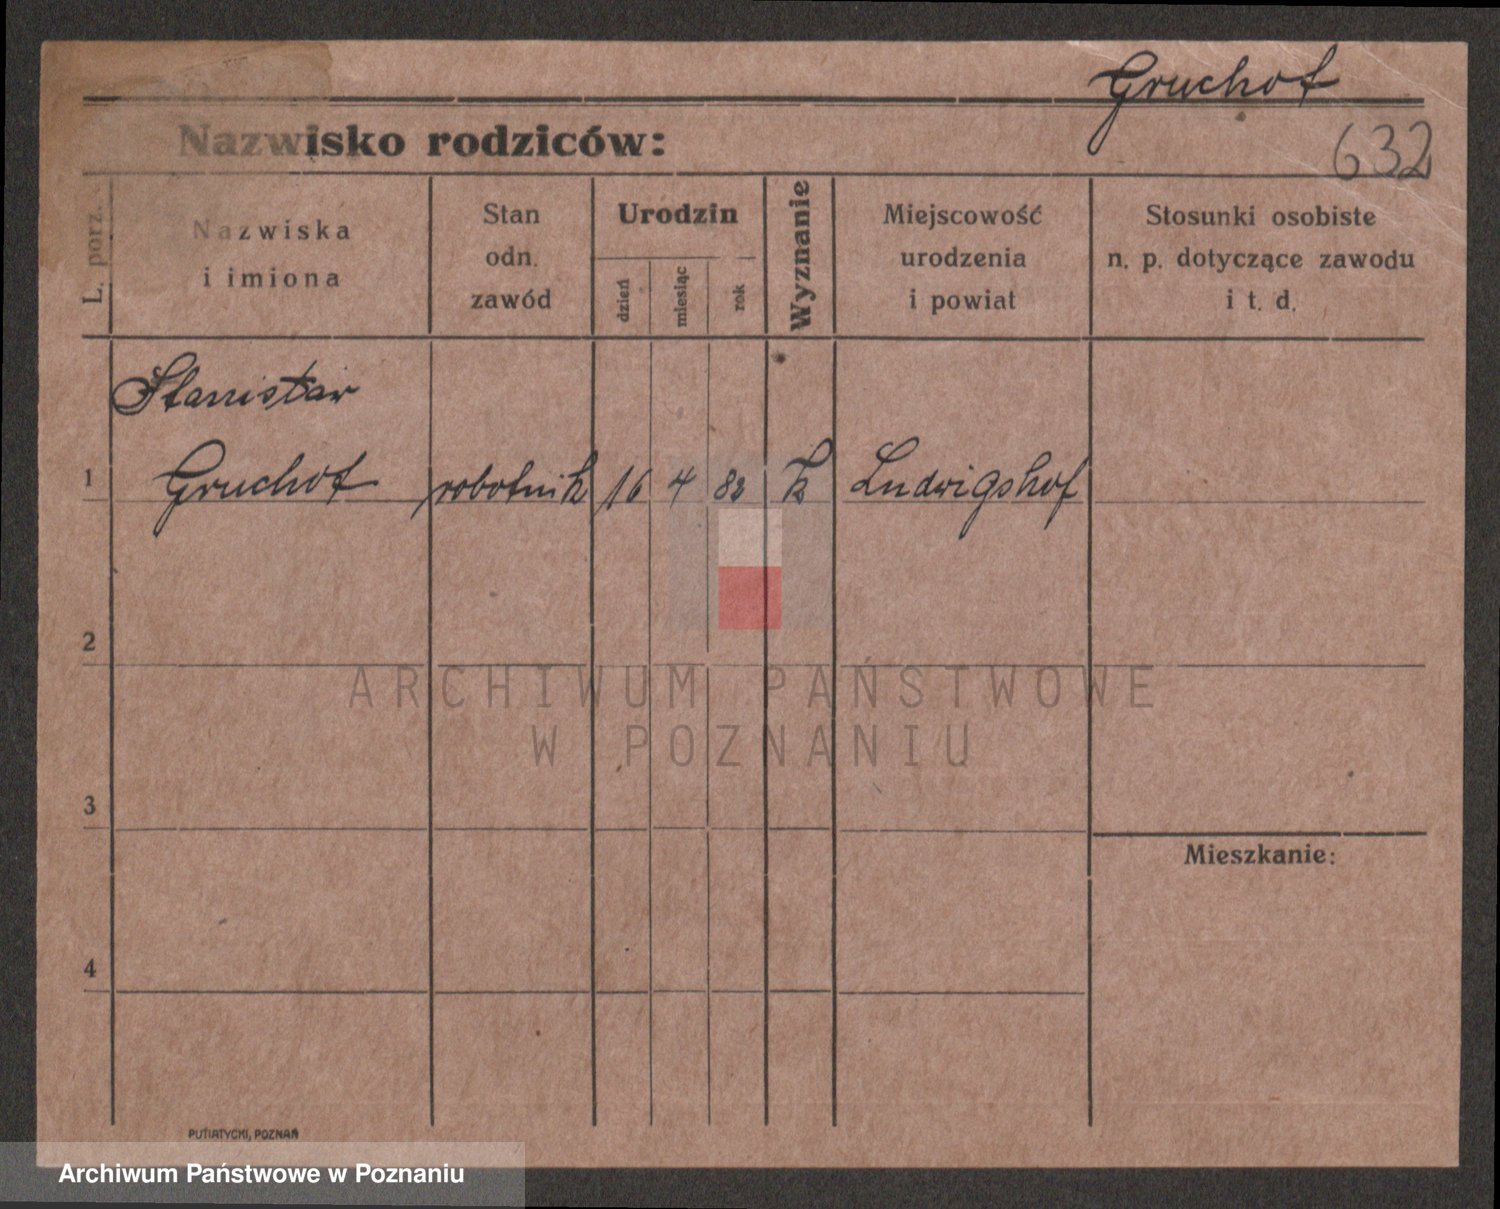 Gruchot
632
Nazwisko rodziców:
L. porz.
Nazwiska
i imiona
Stan
odn.
zawód
Urodzin
dzień
miesiąc
rok
Wyznanie
Miejscowość
urodzenia
i powiat
Stosunki osobiste
n. p. dotyczące zawodu
i t. d.
Stanisław
1 Gruchot robotnik 16 4 82 k Ludwigshof
2
ARCHIWUM PAŃSTWOWE
W POZNANIU
3
Mieszkanie:
4
PUTIATYCKI, POZNAŃ
Archiwum Państwowe w Poznaniu